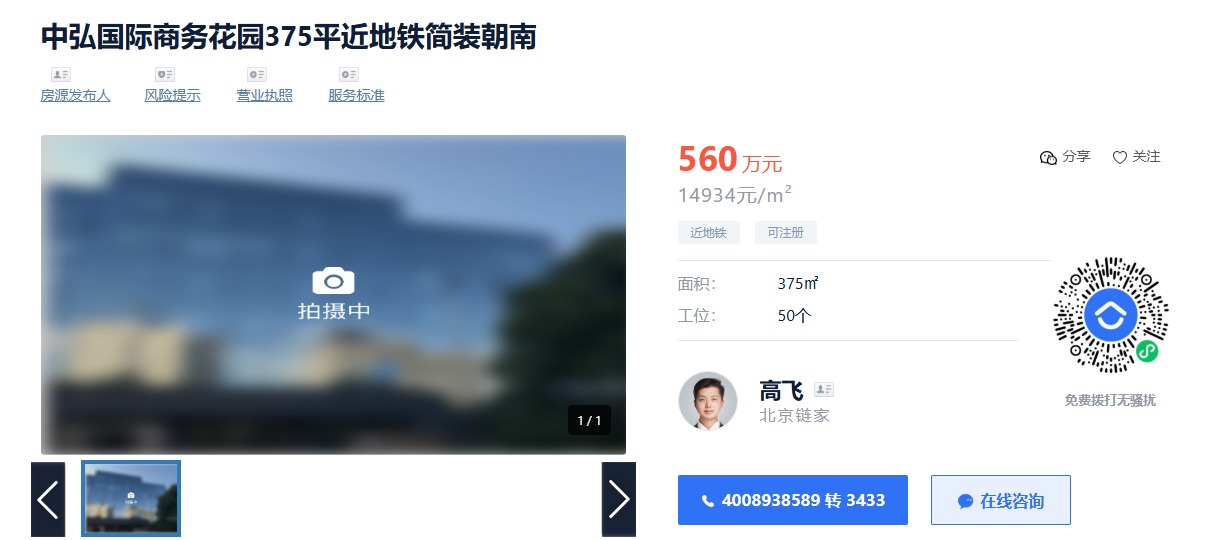 中弘国际商务花园375平近地铁简装朝南
房源发布人 风险提示 营业执照 服务标准
拍摄中
1 / 1
560 万元
分享 关注
14934元/m²
近地铁 可注册
面积： 375㎡
工位： 50个
高飞
北京链家
免费拨打无骚扰
4008938589 转 3433
在线咨询